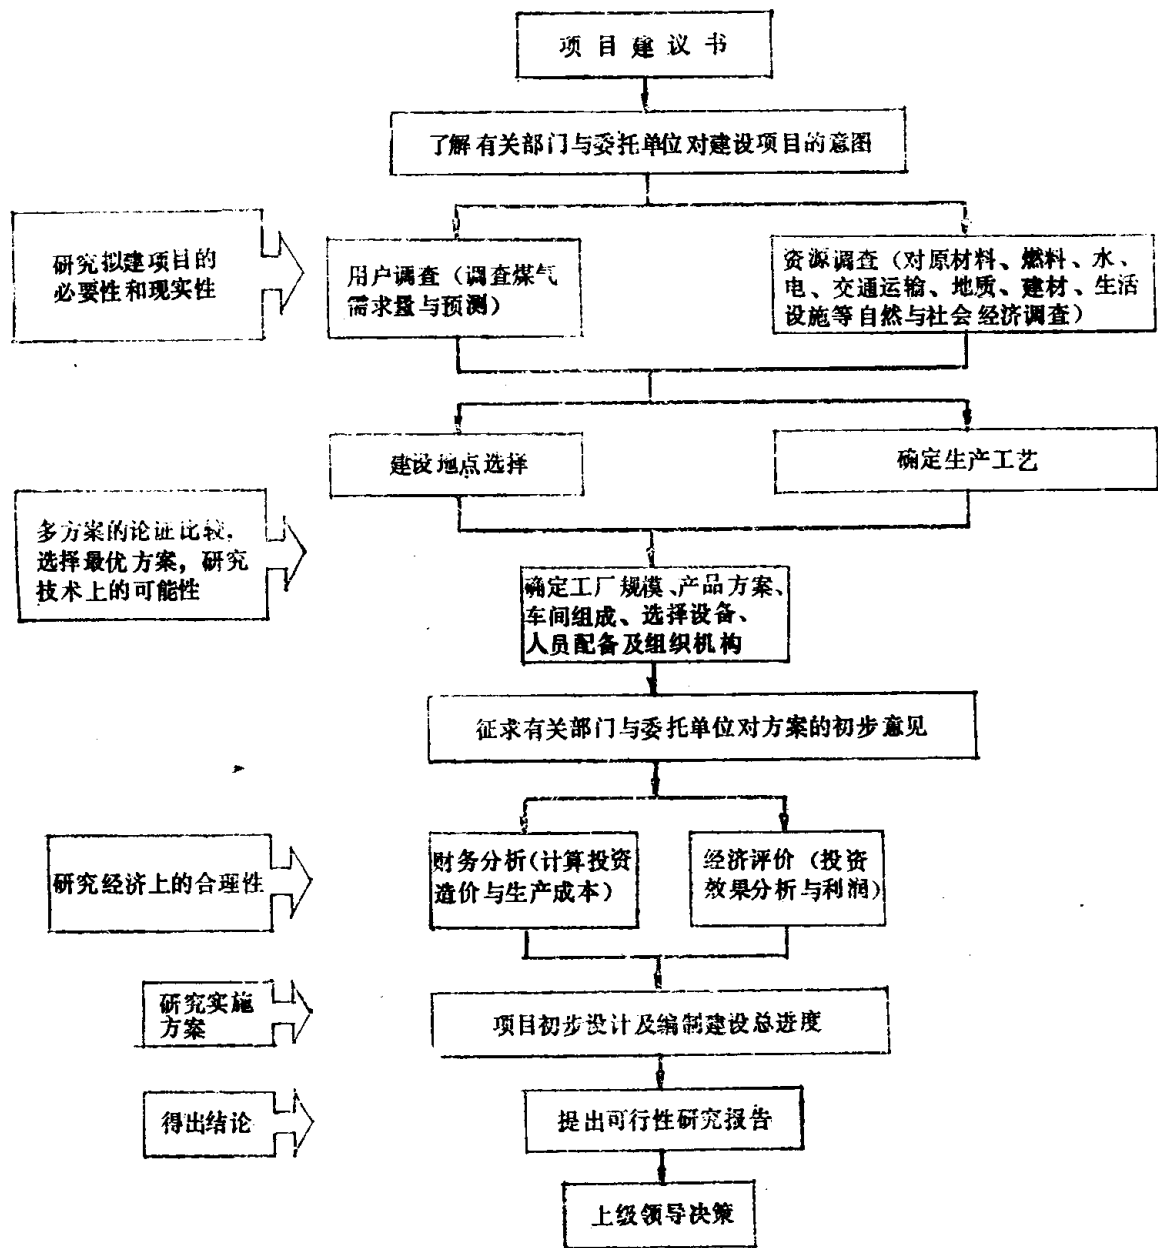 项目建议书
了解有关部门与委托单位对建设项目的意图
研究拟建项目的
必要性和现实性
用户调查（调查煤气
需求量与预测）
资源调查（对原材料、燃料、水、
电、交通运输、地质、建材、生活
设施等自然与社会经济调查）
建设地点选择
确定生产工艺
多方案的论证比较，
选择最优方案，研究
技术上的可能性
确定工厂规模、产品方案、
车间组成、选择设备、
人员配备及组织机构
征求有关部门与委托单位对方案的初步意见
研究经济上的合理性
财务分析（计算投资
造价与生产成本）
经济评价（投资
效果分析与利润）
研究实施
方案
项目初步设计及编制建设总进度
得出结论
提出可行性研究报告
上级领导决策